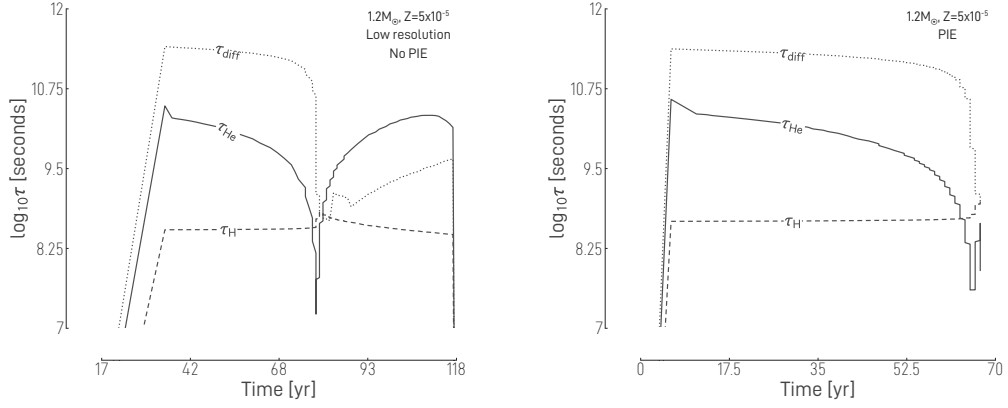 12
10.75
9.5
8.25
7
log₁₀τ [seconds]
1.2M☉, Z=5x10⁻⁵
Low resolution
No PIE
τdiff
τHe
τH
17 42 68 93 118
Time [yr]
12
10.75
9.5
8.25
7
log₁₀τ [seconds]
1.2M☉, Z=5x10⁻⁵
PIE
τdiff
τHe
τH
0 17.5 35 52.5 70
Time [yr]